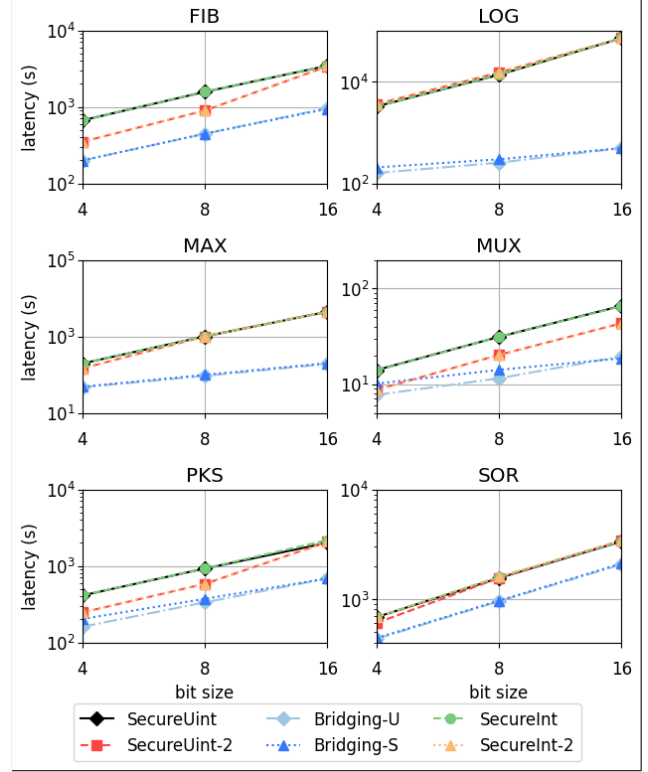 FIB LOG
latency (s)
10^4
10^3
10^2
4 8 16
10^4
10^2
4 8 16
MAX MUX
latency (s)
10^5
10^3
10^1
4 8 16
10^2
10^1
4 8 16
PKS SOR
latency (s)
10^4
10^3
10^2
4 8 16
bit size
10^4
10^3
4 8 16
bit size
SecureUint Bridging-U SecureInt
SecureUint-2 Bridging-S SecureInt-2